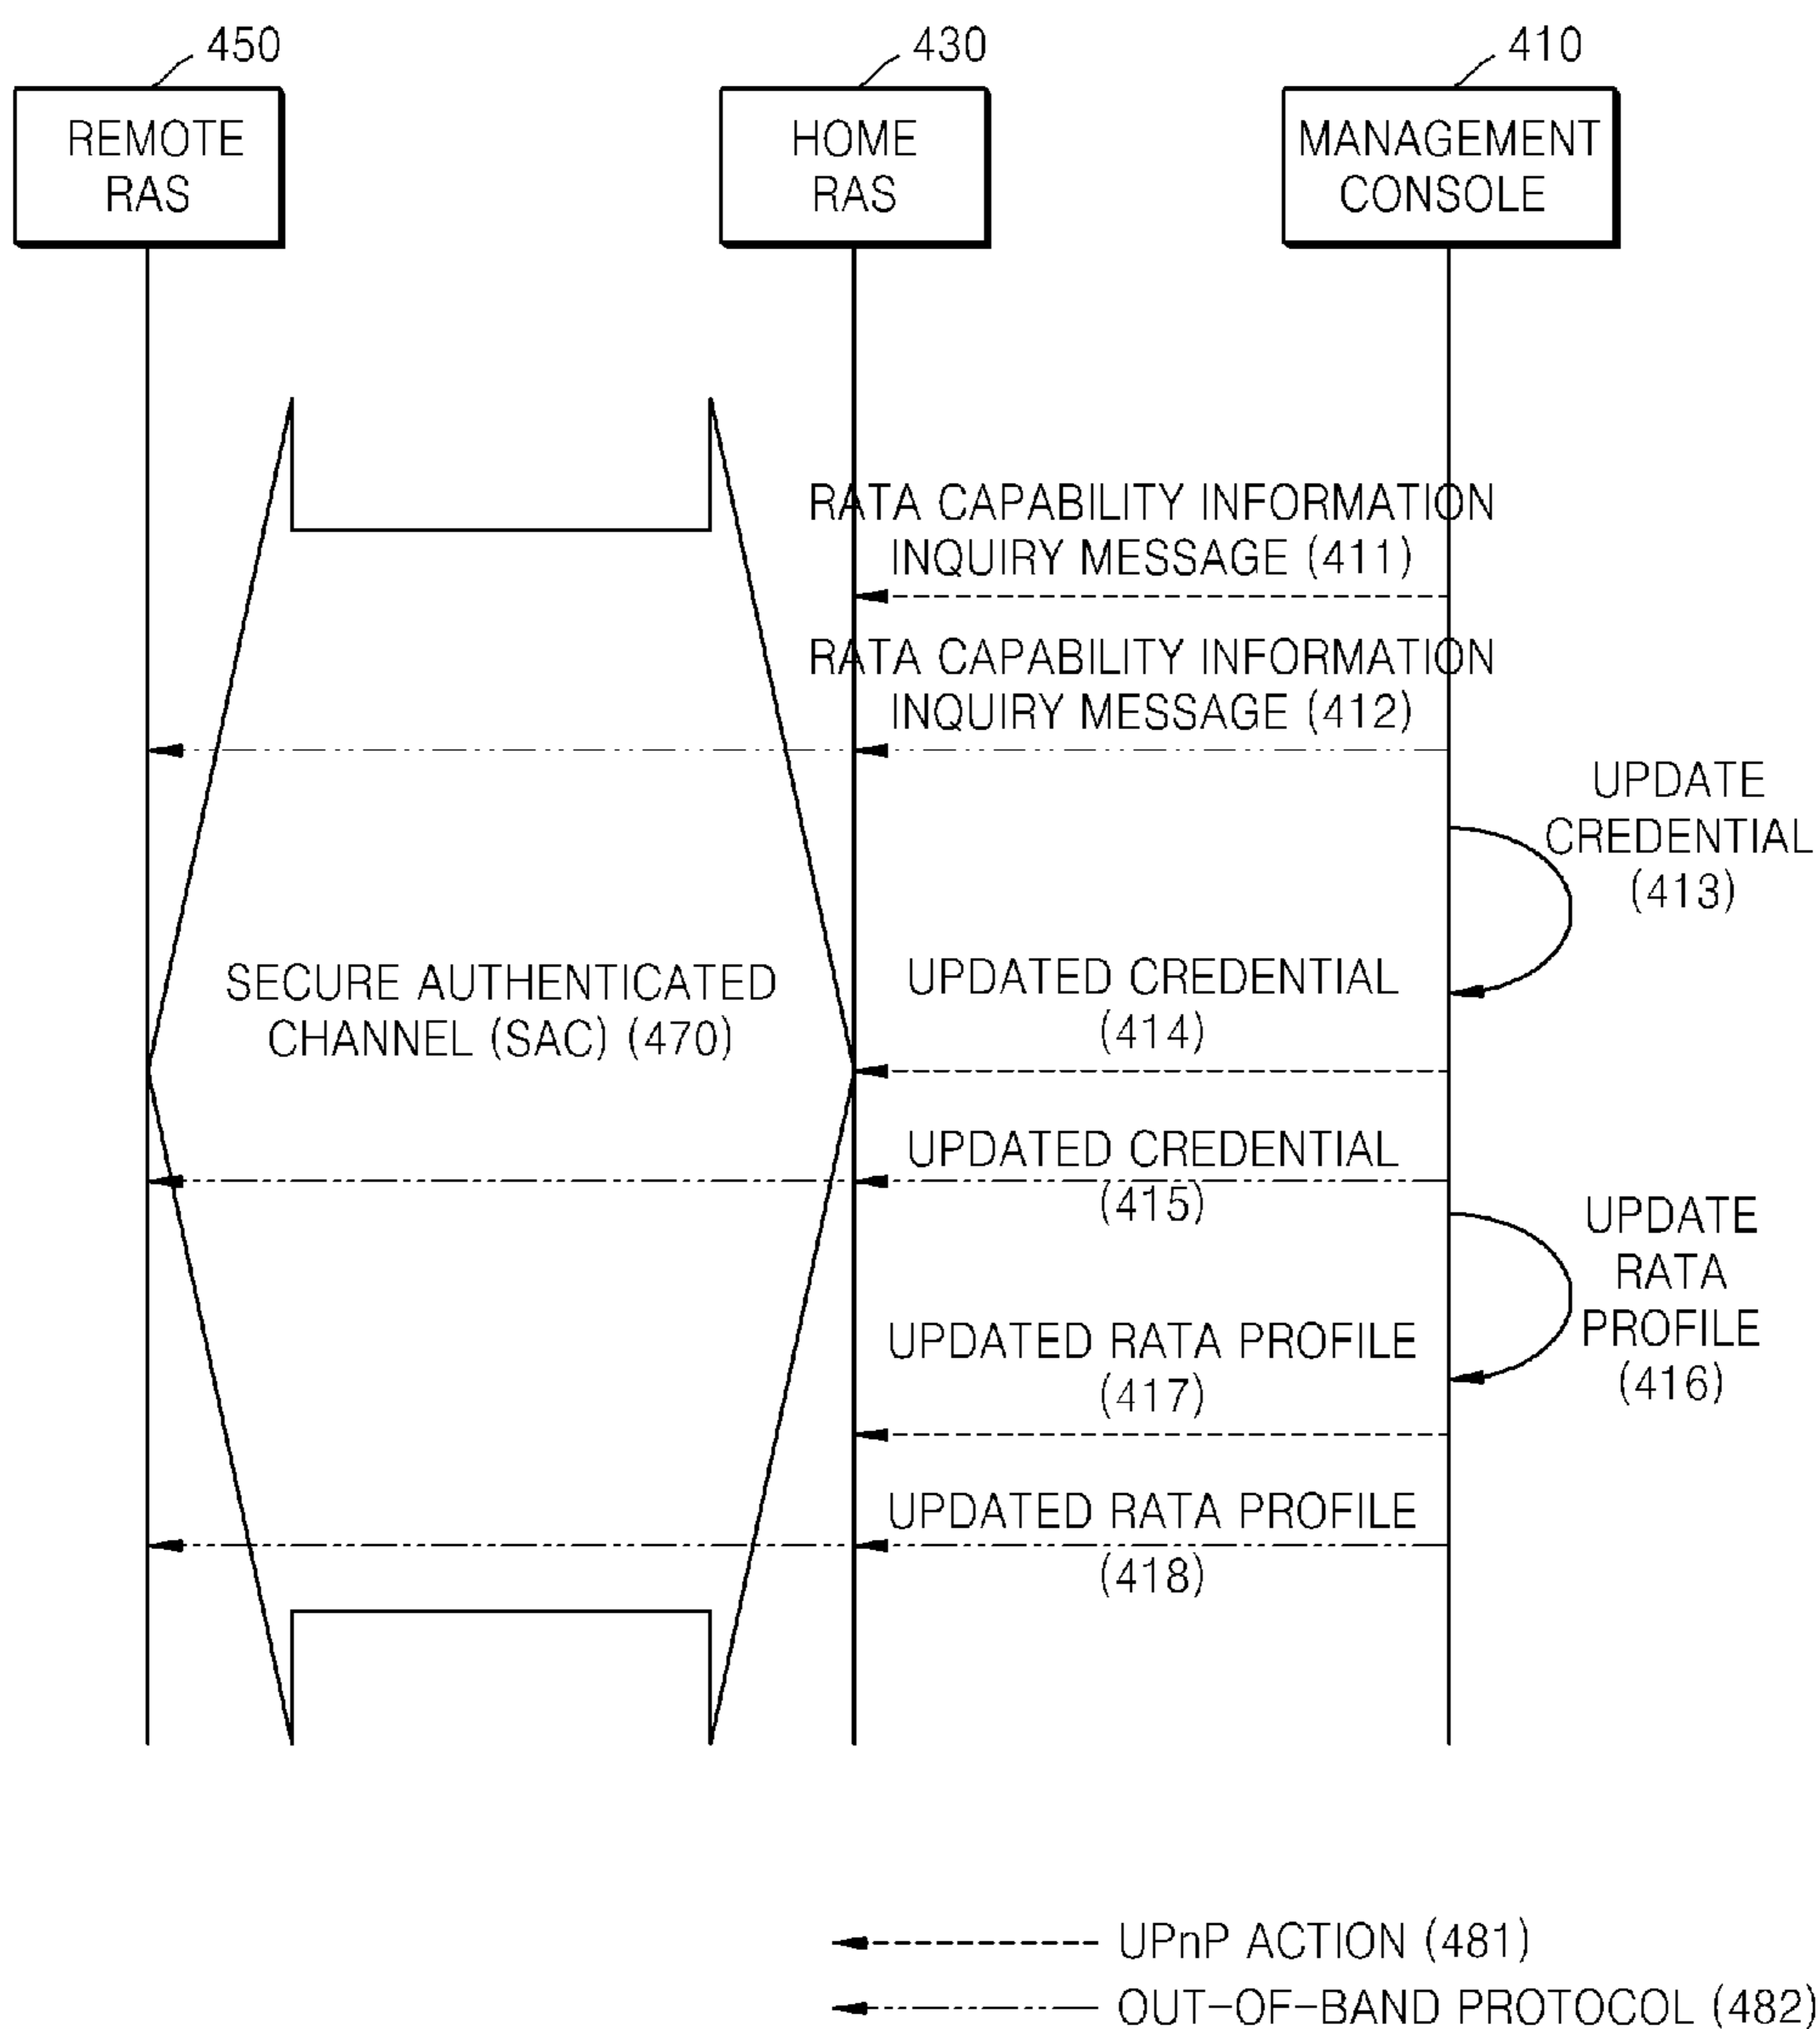 450
430
410
REMOTE
RAS
HOME
RAS
MANAGEMENT
CONSOLE
RATA CAPABILITY INFORMATION
INQUIRY MESSAGE (411)
RATA CAPABILITY INFORMATION
INQUIRY MESSAGE (412)
UPDATE
CREDENTIAL
(413)
SECURE AUTHENTICATED
CHANNEL (SAC) (470)
UPDATED CREDENTIAL
(414)
UPDATED CREDENTIAL
(415)
UPDATE
RATA
PROFILE
(416)
UPDATED RATA PROFILE
(417)
UPDATED RATA PROFILE
(418)
UPnP ACTION (481)
OUT-OF-BAND PROTOCOL (482)